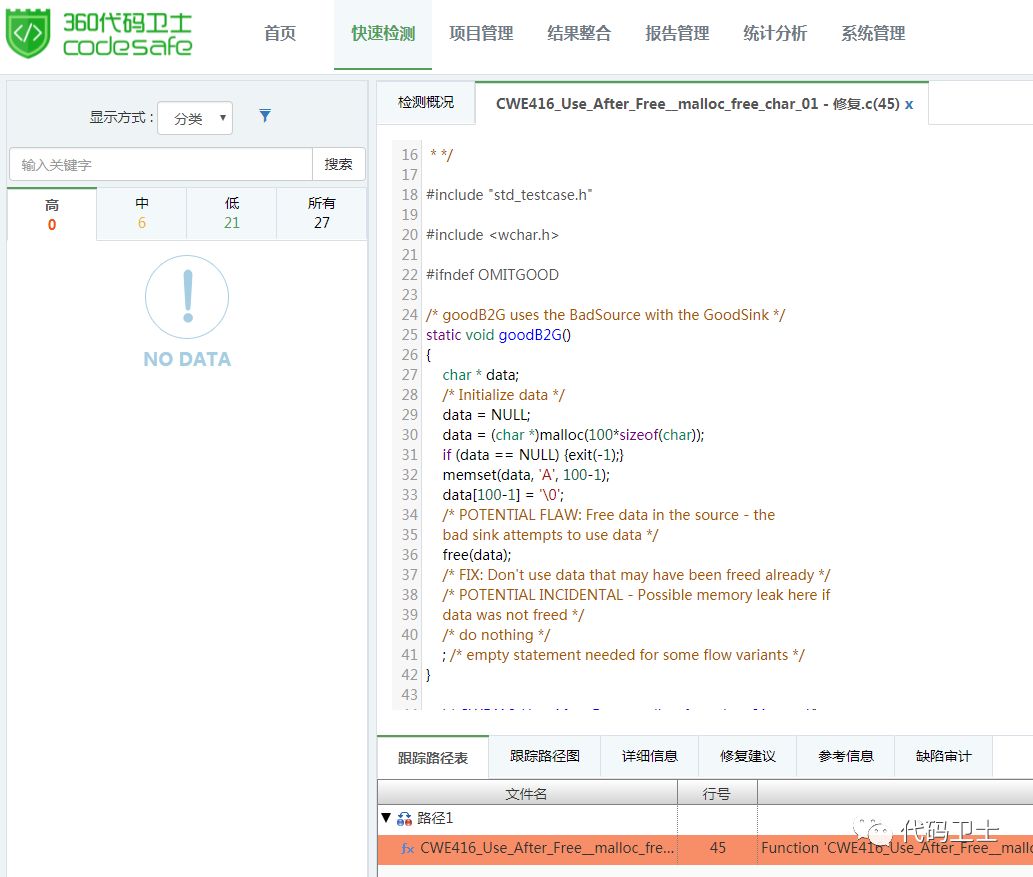 360代码卫士
codesafe
首页 快速检测 项目管理 结果整合 报告管理 统计分析 系统管理
显示方式： 分类
输入关键字 搜索
高 中 低 所有
0 6 21 27
NO DATA
检测概况 CWE416_Use_After_Free__malloc_free_char_01 - 修复.c(45) x
16 * */
17
18 #include "std_testcase.h"
19
20 #include <wchar.h>
21
22 #ifndef OMITGOOD
23
24 /* goodB2G uses the BadSource with the GoodSink */
25 static void goodB2G()
26 {
27 char * data;
28 /* Initialize data */
29 data = NULL;
30 data = (char *)malloc(100*sizeof(char));
31 if (data == NULL) {exit(-1);}
32 memset(data, 'A', 100-1);
33 data[100-1] = '\0';
34 /* POTENTIAL FLAW: Free data in the source - the
35 bad sink attempts to use data */
36 free(data);
37 /* FIX: Don't use data that may have been freed already */
38 /* POTENTIAL INCIDENTAL - Possible memory leak here if
39 data was not freed */
40 /* do nothing */
41 ; /* empty statement needed for some flow variants */
42 }
43
跟踪路径表 跟踪路径图 详细信息 修复建议 参考信息 缺陷审计
文件名 行号
路径1
fx CWE416_Use_After_Free__malloc_fre... 45 Function 'CWE416_Use_After_Free__mallo
代码卫士